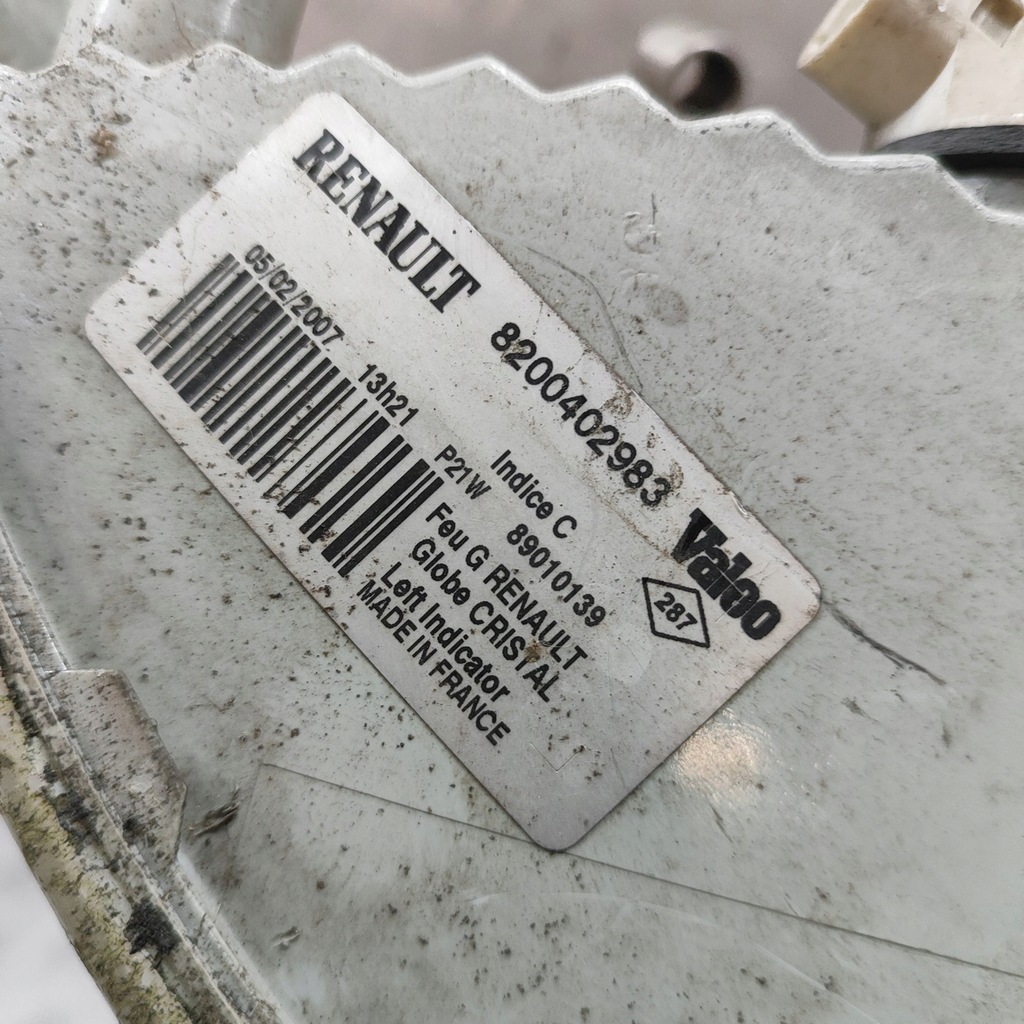 RENAULT 8200402983 Valeo
05/02/2007 13h21 Indice C 287
P21W 89010139
Feu G RENAULT
Globe CRISTAL
Left Indicator
MADE IN FRANCE